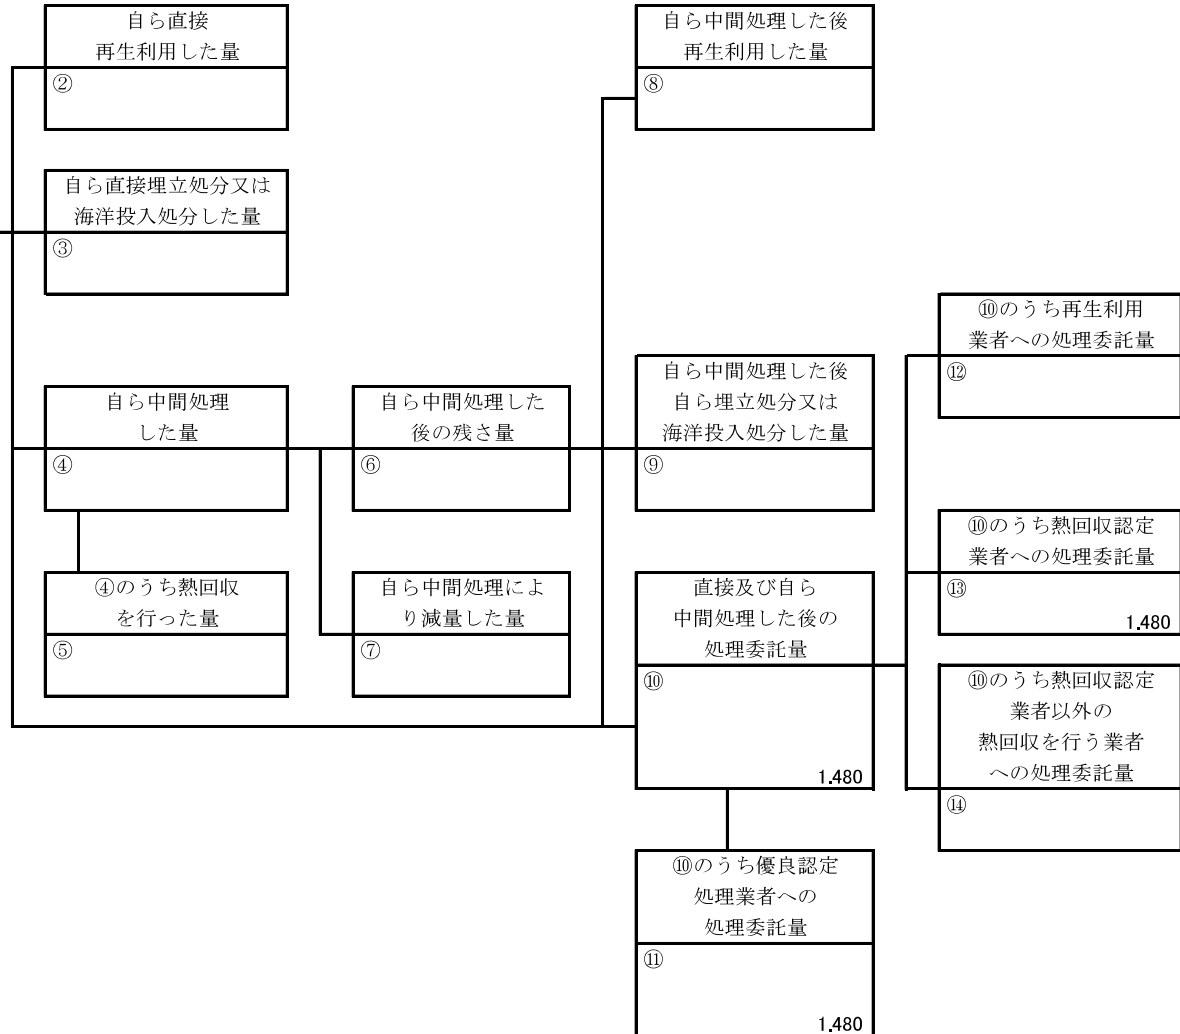 自ら直接
再生利用した量
②
自ら中間処理した後
再生利用した量
⑧
自ら直接埋立処分又は
海洋投入処分した量
③
⑩のうち再生利用
業者への処理委託量
⑫
自ら中間処理
した量
④
自ら中間処理した
後の残さ量
⑥
自ら中間処理した後
自ら埋立処分又は
海洋投入処分した量
⑨
⑩のうち熱回収認定
業者への処理委託量
⑬
1.480
④のうち熱回収
を行った量
⑤
自ら中間処理によ
り減量した量
⑦
直接及び自ら
中間処理した後の
処理委託量
⑩
1.480
⑩のうち熱回収認定
業者以外の
熱回収を行う業者
への処理委託量
⑭
⑩のうち優良認定
処理業者への
処理委託量
⑪
1.480